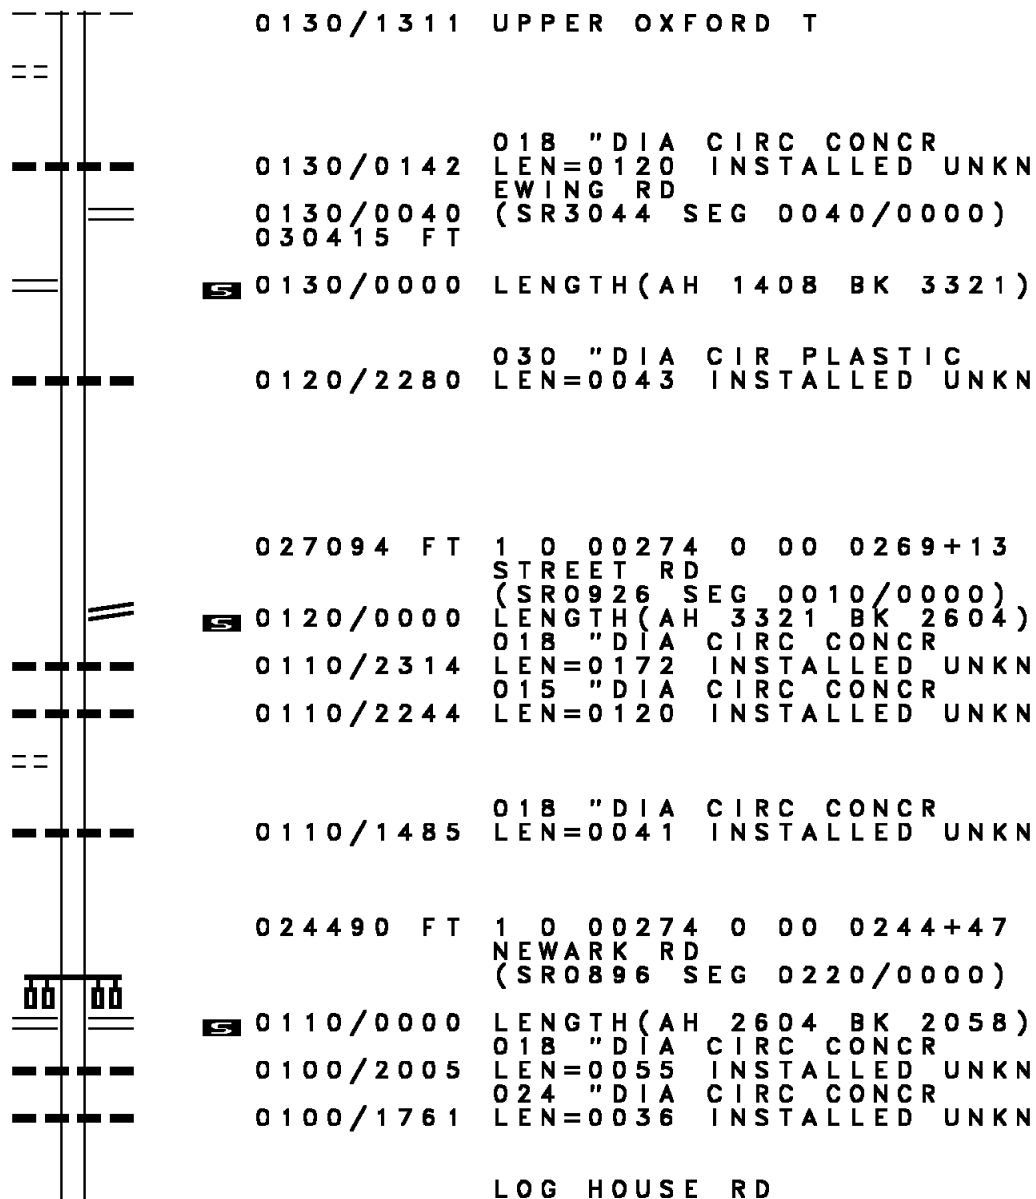 0130/1311 UPPER OXFORD T
018 "DIA CIRC CONCR
0130/0142 LEN=0120 INSTALLED UNKN
EWING RD
0130/0040 (SR3044 SEG 0040/0000)
030415 FT
S 0130/0000 LENGTH(AH 1408 BK 3321)
030 "DIA CIR PLASTIC
0120/2280 LEN=0043 INSTALLED UNKN
027094 FT 1 0 00274 0 00 0269+13
STREET RD
(SR0926 SEG 0010/0000)
S 0120/0000 LENGTH(AH 3321 BK 2604)
018 "DIA CIRC CONCR
0110/2314 LEN=0172 INSTALLED UNKN
015 "DIA CIRC CONCR
0110/2244 LEN=0120 INSTALLED UNKN
018 "DIA CIRC CONCR
0110/1485 LEN=0041 INSTALLED UNKN
024490 FT 1 0 00274 0 00 0244+47
NEWARK RD
(SR0896 SEG 0220/0000)
S 0110/0000 LENGTH(AH 2604 BK 2058)
018 "DIA CIRC CONCR
0100/2005 LEN=0055 INSTALLED UNKN
024 "DIA CIRC CONCR
0100/1761 LEN=0036 INSTALLED UNKN
LOG HOUSE RD